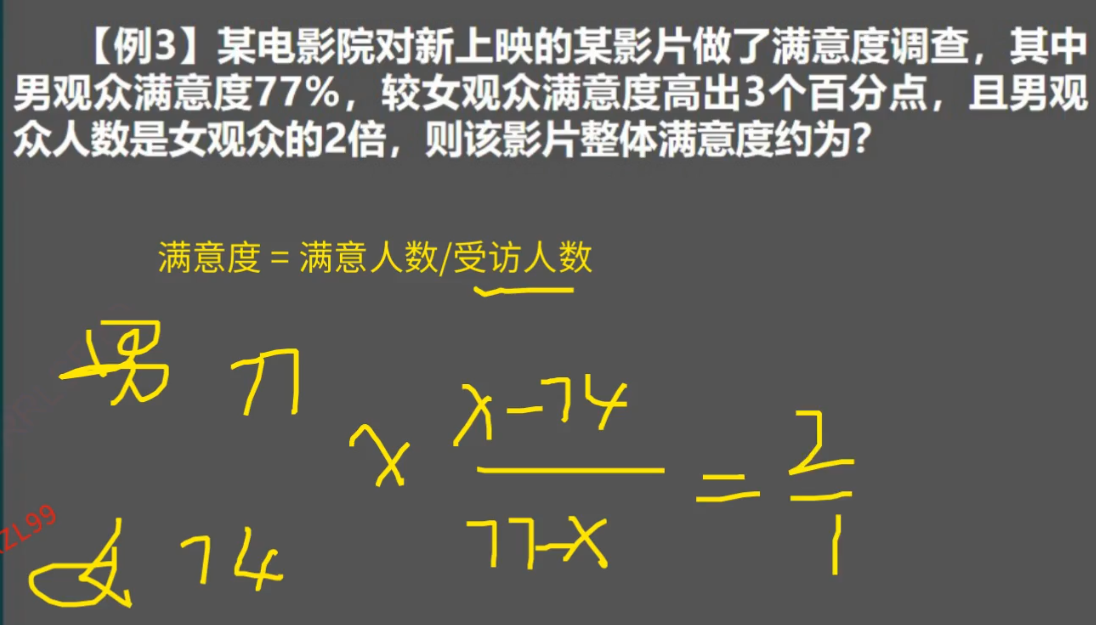 【例3】某电影院对新上映的某影片做了满意度调查，其中
男观众满意度77%，较女观众满意度高出3个百分点，且男观
众人数是女观众的2倍，则该影片整体满意度约为？
满意度 = 满意人数/受访人数
男 77
x
x-74
77-x
=
2
1
女 74
ZL99